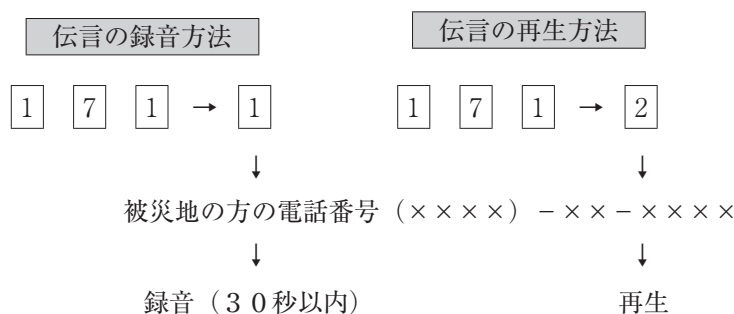 伝言の録音方法 伝言の再生方法
1 7 1 → 1 1 7 1 → 2
↓ ↓
被災地の方の電話番号（××××）－××－××××
↓ ↓
録音（３０秒以内） 再生